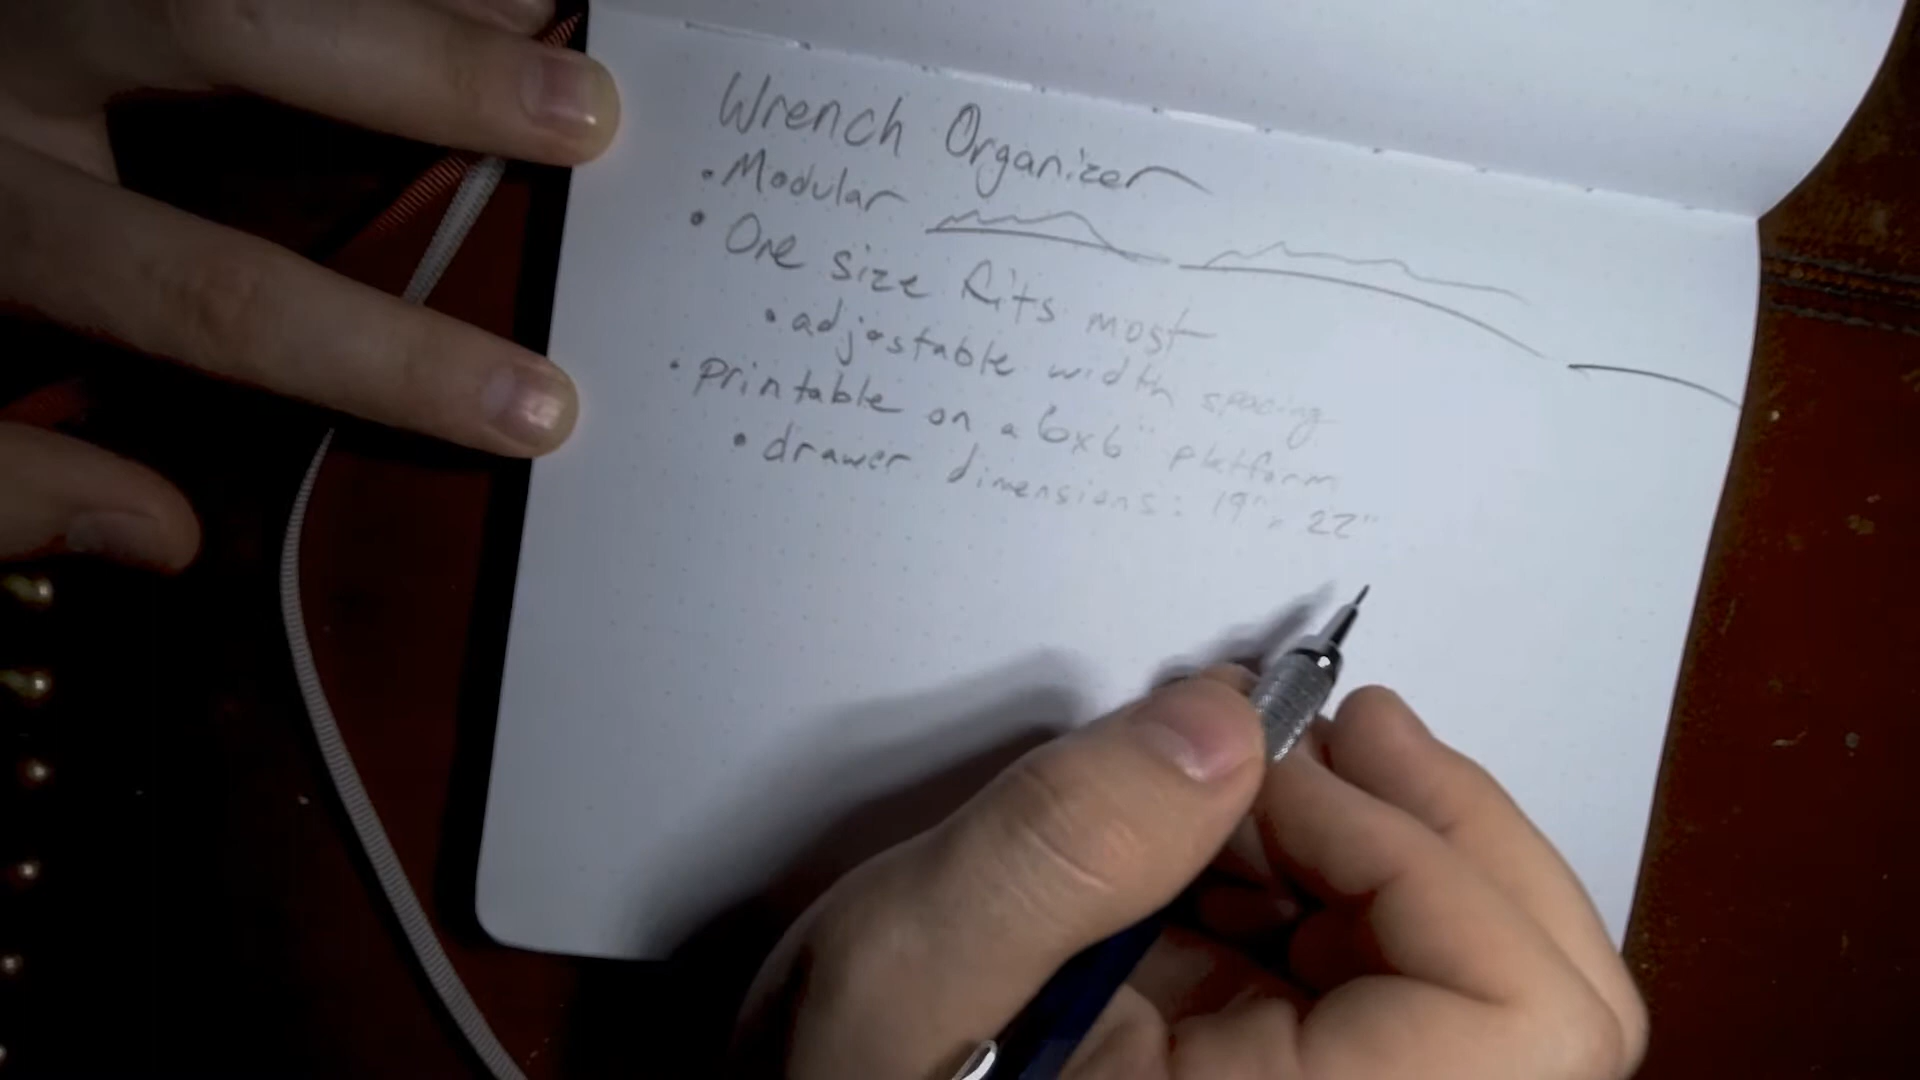 Wrench Organizer
• Modular
• One size fits most
• adjustable width spacing
• printable on a 6x6" platform
• drawer dimensions: 19" x 22"